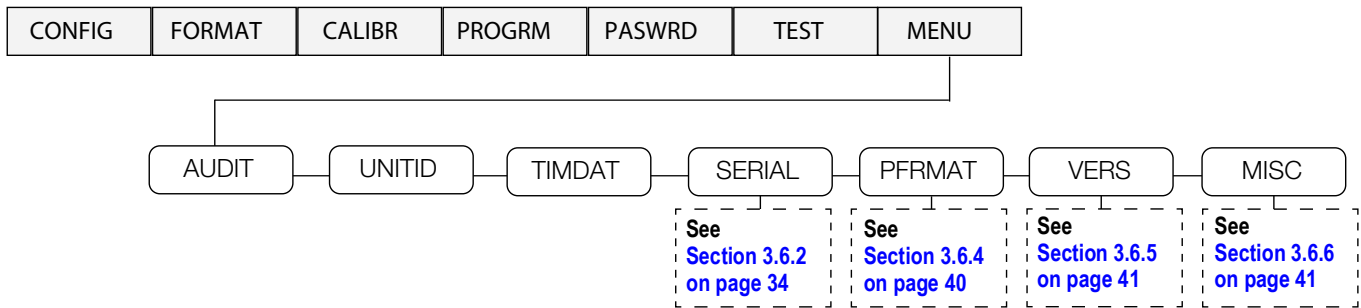 CONFIG FORMAT CALIBR PROGRM PASWRD TEST MENU
AUDIT UNITID TIMDAT SERIAL PFRMAT VERS MISC
See
Section 3.6.2
on page 34
See
Section 3.6.4
on page 40
See
Section 3.6.5
on page 41
See
Section 3.6.6
on page 41